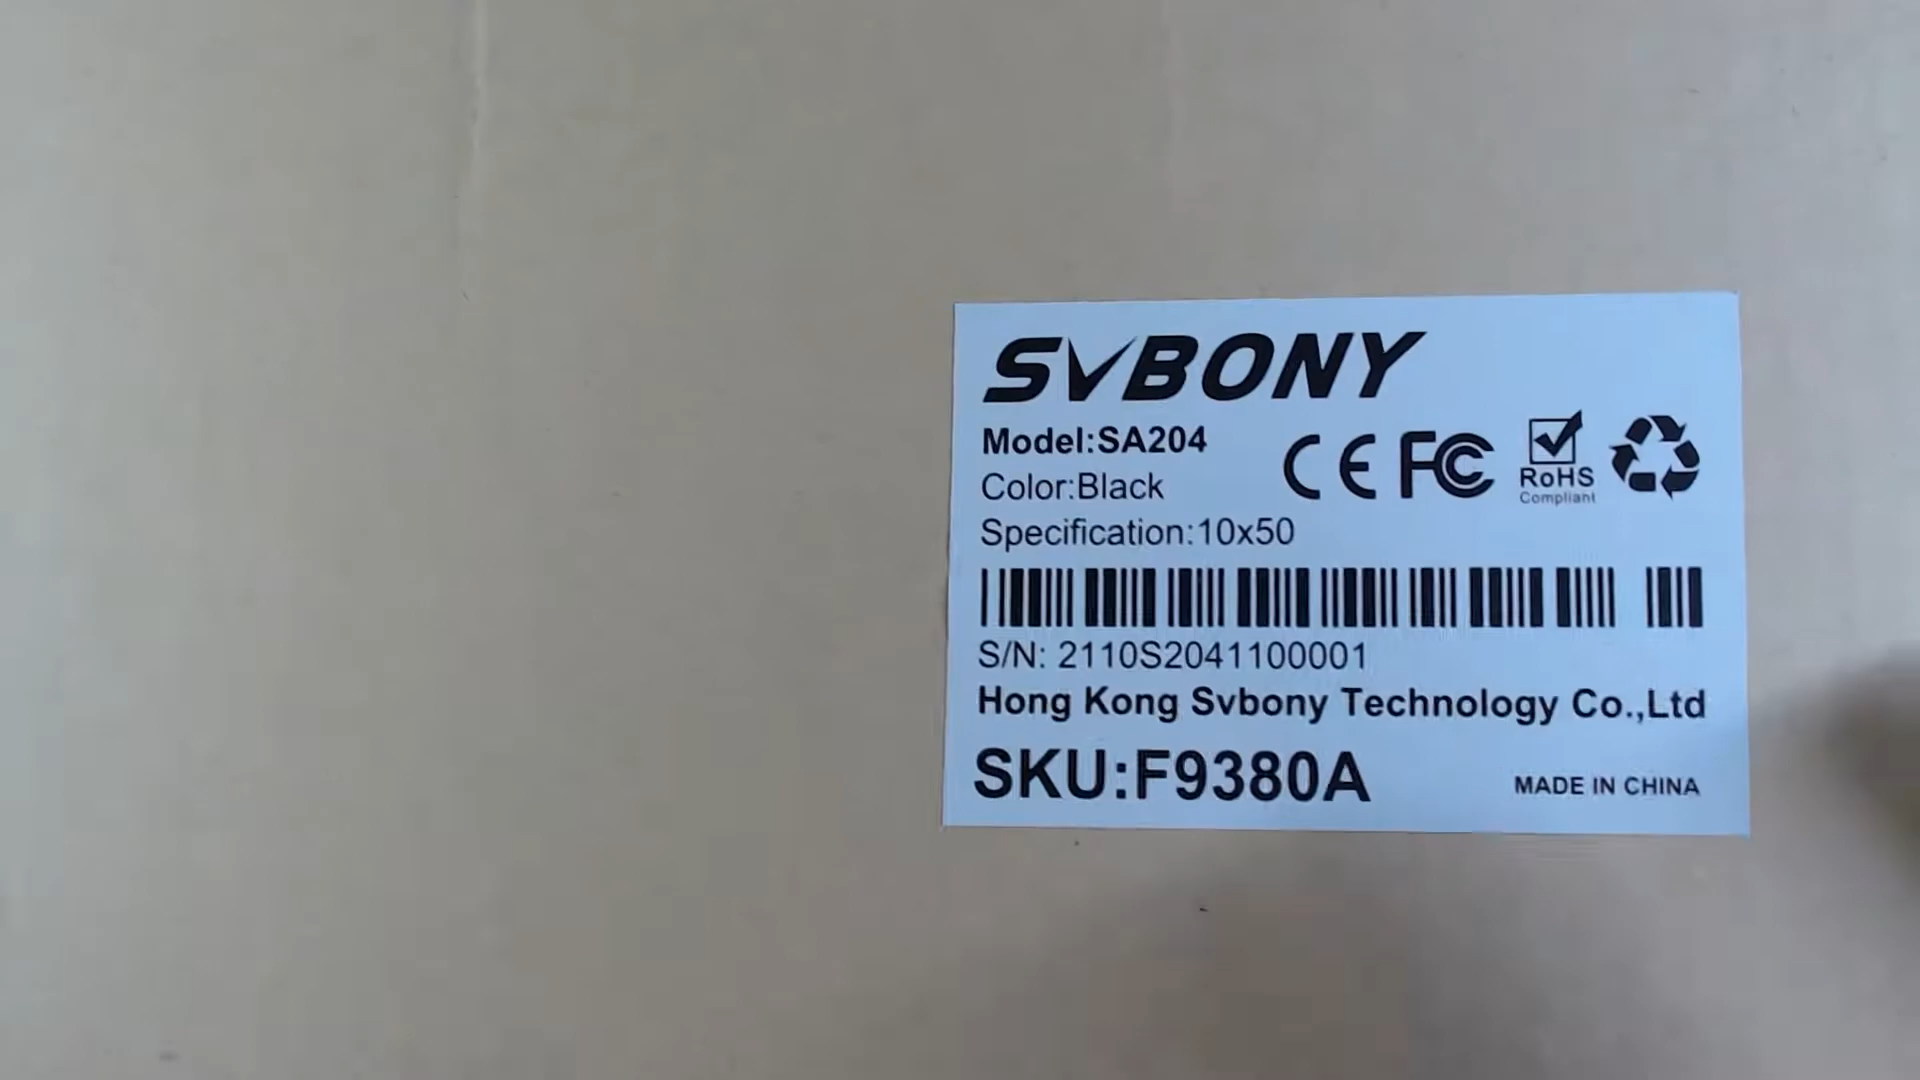 SVBONY
Model:SA204
Color:Black
CE FC RoHS
Compliant
Specification:10x50
S/N: 2110S2041100001
Hong Kong Svbony Technology Co.,Ltd
SKU:F9380A
MADE IN CHINA